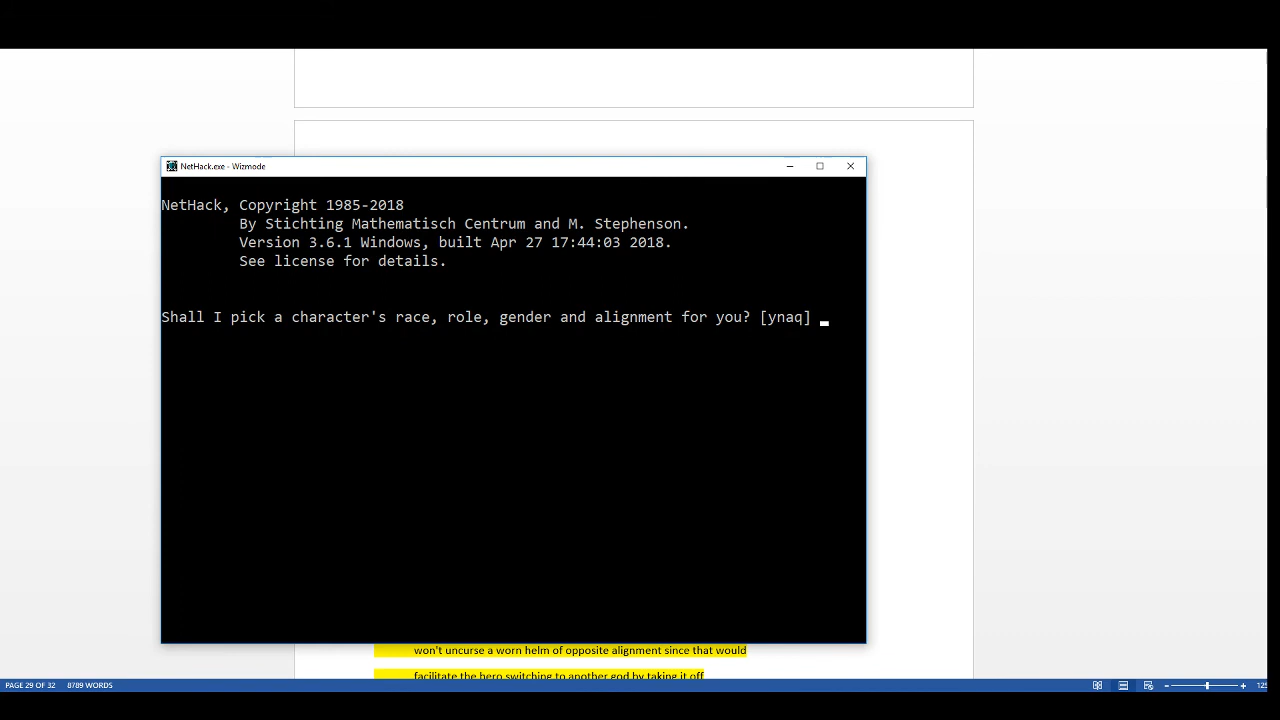 NetHack.exe - Wizmode
NetHack, Copyright 1985-2018
By Stichting Mathematisch Centrum and M. Stephenson.
Version 3.6.1 Windows, built Apr 27 17:44:03 2018.
See license for details.
Shall I pick a character's race, role, gender and alignment for you? [ynaq]
won't uncurse a worn helm of opposite alignment since that would
facilitate the hero switching to another god by taking it off
PAGE 29 OF 32 8789 WORDS